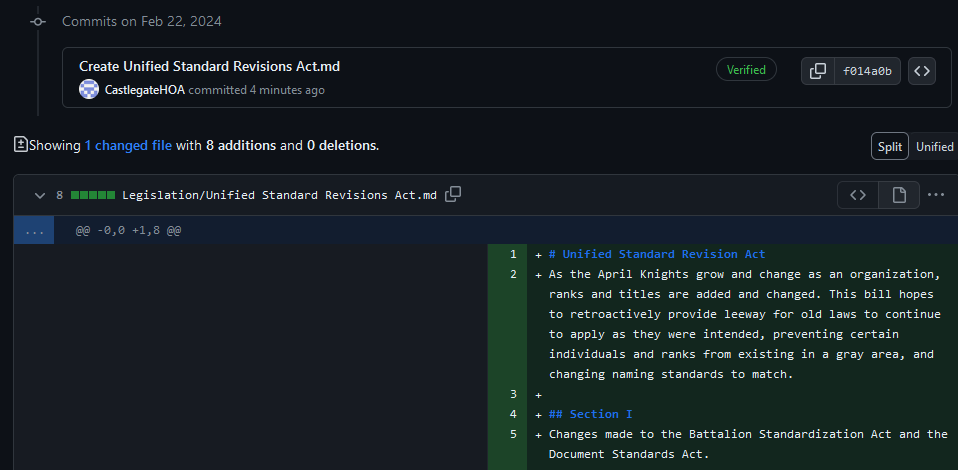 Commits on Feb 22, 2024
Create Unified Standard Revisions Act.md
Verified
f014a0b
CastlegateHOA committed 4 minutes ago
Showing 1 changed file with 8 additions and 0 deletions.
Split
Unified
8
Legislation/Unified Standard Revisions Act.md
...
@@ -0,0 +1,8 @@
1 + # Unified Standard Revision Act
2 + As the April Knights grow and change as an organization,
ranks and titles are added and changed. This bill hopes
to retroactively provide leeway for old laws to continue
to apply as they were intended, preventing certain
individuals and ranks from existing in a gray area, and
changing naming standards to match.
3 +
4 + ## Section I
5 + Changes made to the Battalion Standardization Act and the
Document Standards Act.